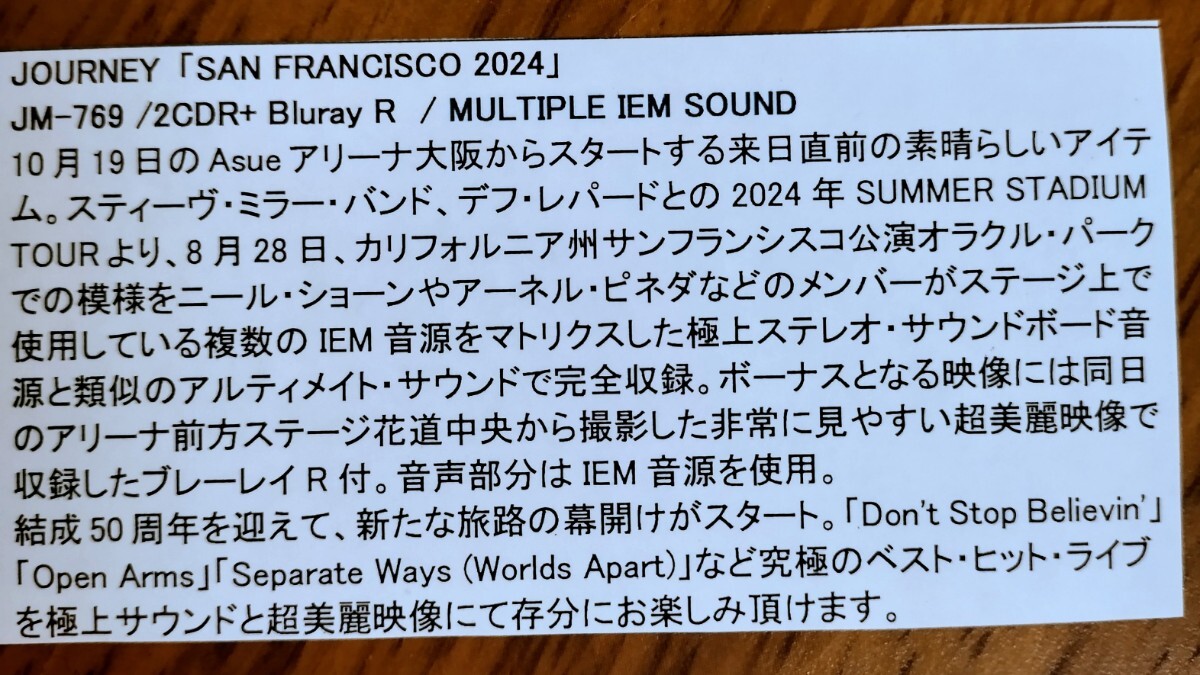 JOURNEY 「SAN FRANCISCO 2024」
JM-769 /2CDR+ Bluray R / MULTIPLE IEM SOUND
10月19日のAsueアリーナ大阪からスタートする来日直前の素晴らしいアイテ
ム。スティーヴ・ミラー・バンド、デフ・レパードとの 2024 年 SUMMER STADIUM
TOURより、8月28日、カリフォルニア州サンフランシスコ公演オラクル・パーク
での模様をニール・ショーンやアーネル・ピネダなどのメンバーがステージ上で
使用している複数の IEM 音源をマトリクスした極上ステレオ・サウンドボード音
源と類似のアルティメイト・サウンドで完全収録。ボーナスとなる映像には同日
のアリーナ前方ステージ花道中央から撮影した非常に見やすい超美麗映像で
収録したブレーレイ R 付。音声部分は IEM 音源を使用。
結成50周年を迎えて、新たな旅路の幕開けがスタート。「Don't Stop Believin'」
「Open Arms」「Separate Ways (Worlds Apart)」など究極のベスト・ヒット・ライブ
を極上サウンドと超美麗映像にて存分にお楽しみ頂けます。